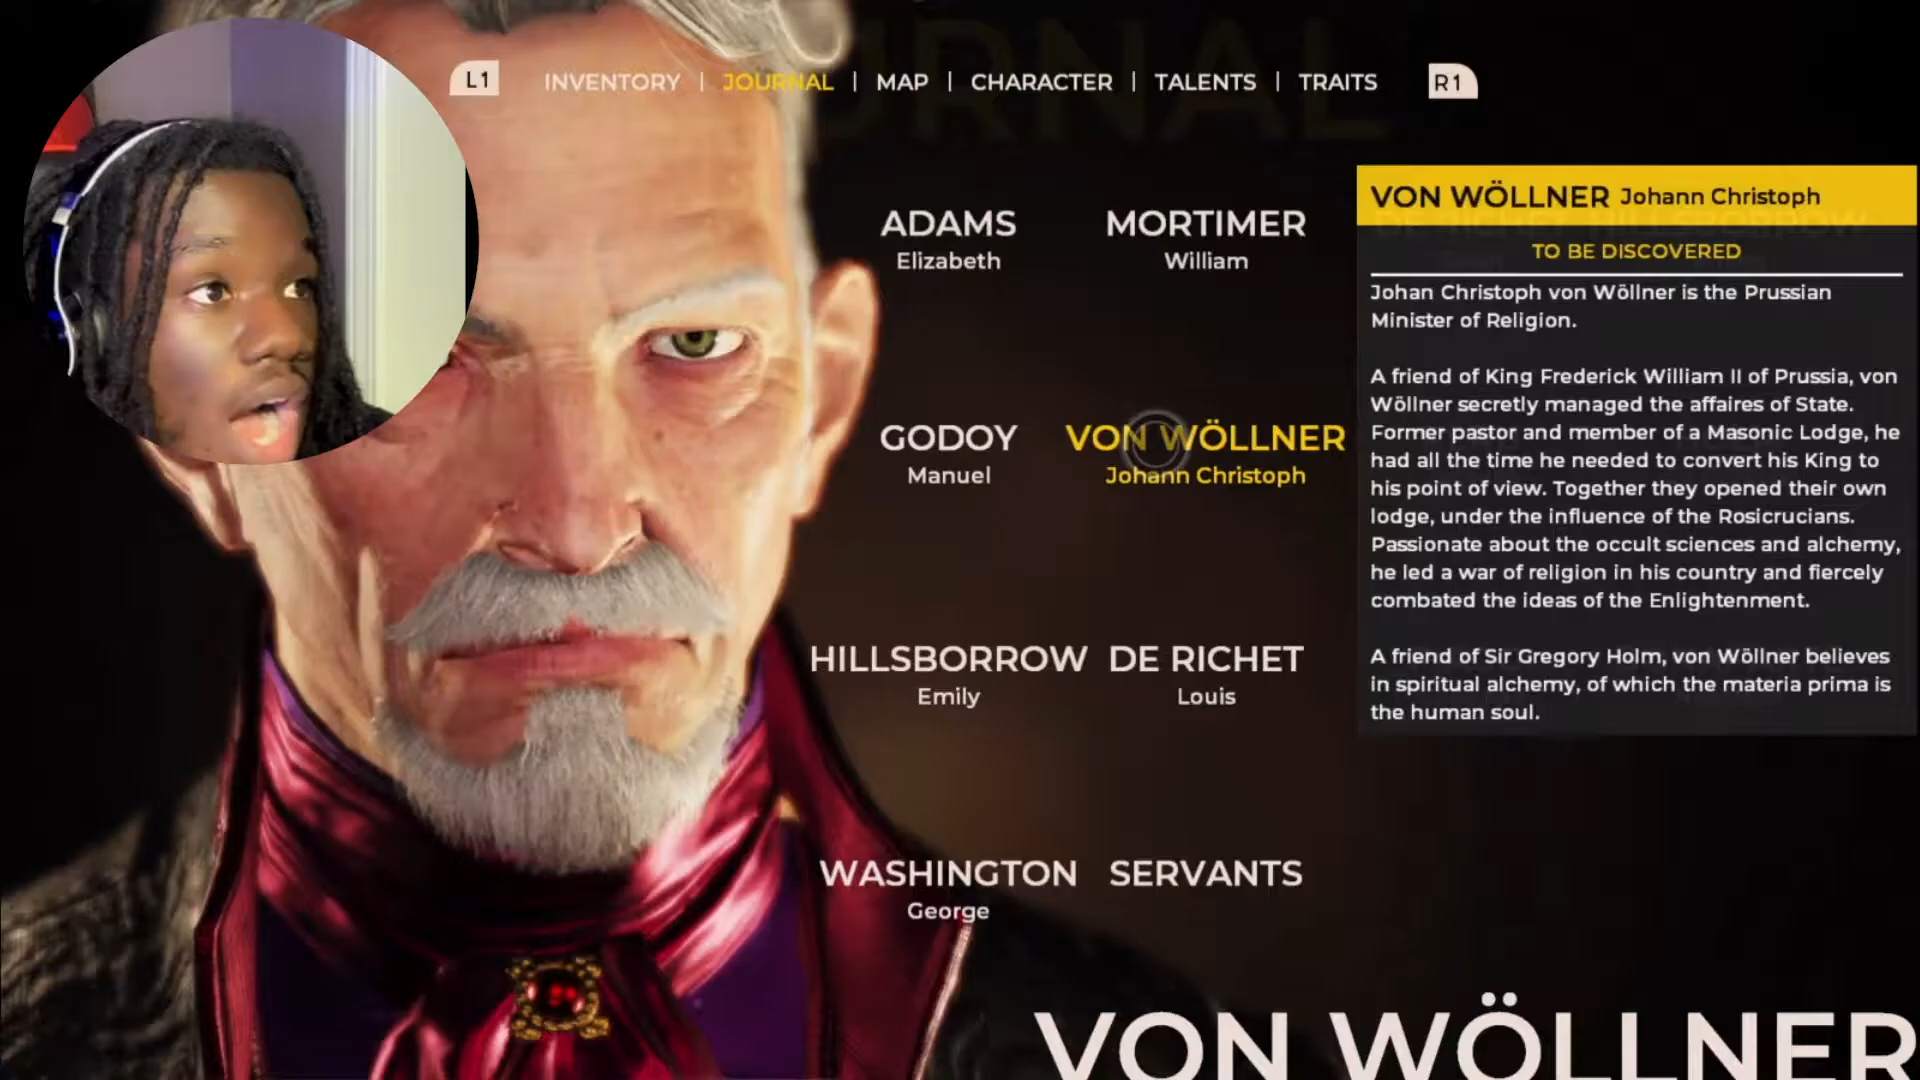 L1 INVENTORY | JOURNAL | MAP | CHARACTER | TALENTS | TRAITS R1
ADAMS
Elizabeth
MORTIMER
William
GODOY
Manuel
VON WÖLLNER
Johann Christoph
HILLSBORROW
Emily
DE RICHET
Louis
WASHINGTON
George
SERVANTS
VON WÖLLNER Johann Christoph
TO BE DISCOVERED
Johan Christoph von Wöllner is the Prussian
Minister of Religion.
A friend of King Frederick William II of Prussia, von
Wöllner secretly managed the affaires of State.
Former pastor and member of a Masonic Lodge, he
had all the time he needed to convert his King to
his point of view. Together they opened their own
lodge, under the influence of the Rosicrucians.
Passionate about the occult sciences and alchemy,
he led a war of religion in his country and fiercely
combated the ideas of the Enlightenment.
A friend of Sir Gregory Holm, von Wöllner believes
in spiritual alchemy, of which the materia prima is
the human soul.
VON WÖLLNER